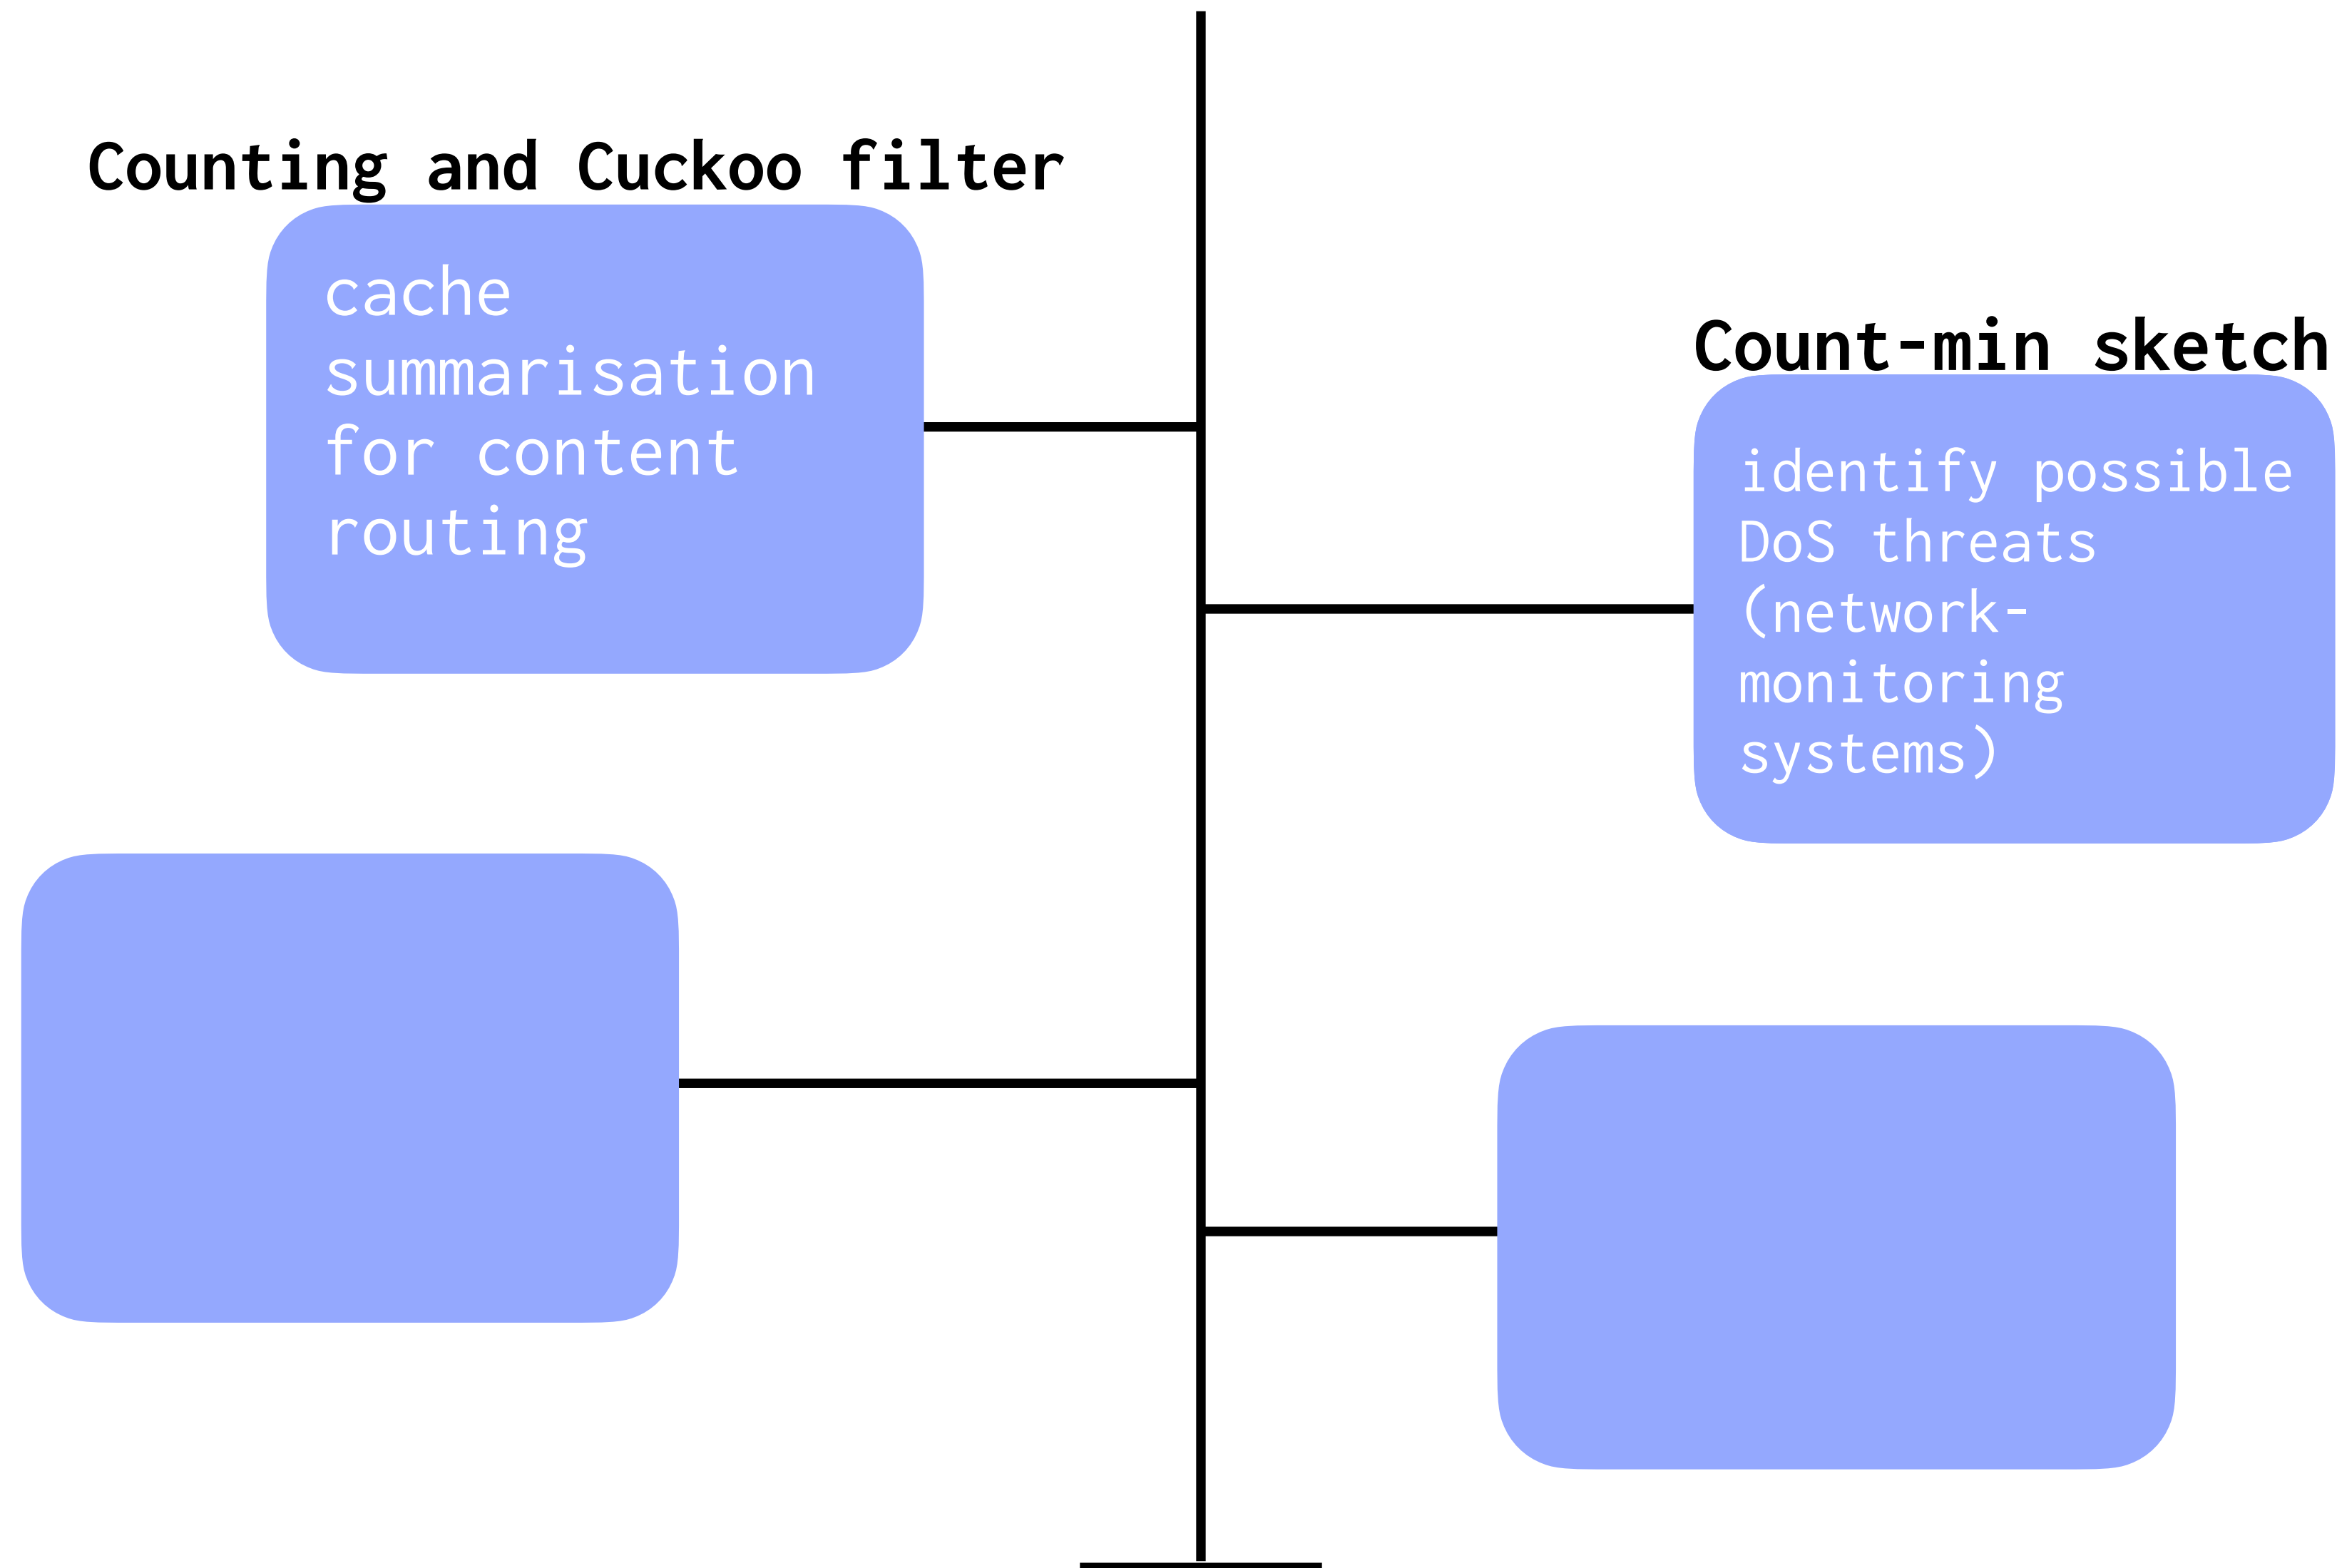 Counting and Cuckoo filter
cache
summarisation
for content
routing
Count-min sketch
identify possible
DoS threats
(network-
monitoring
systems)